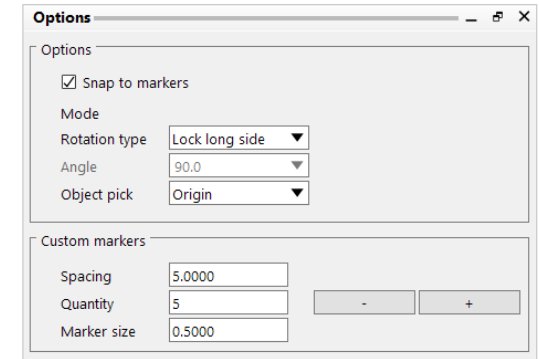 Options
Options
Snap to markers
Mode
Rotation type Lock long side
Angle 90.0
Object pick Origin
Custom markers
Spacing 5.0000
Quantity 5 - +
Marker size 0.5000